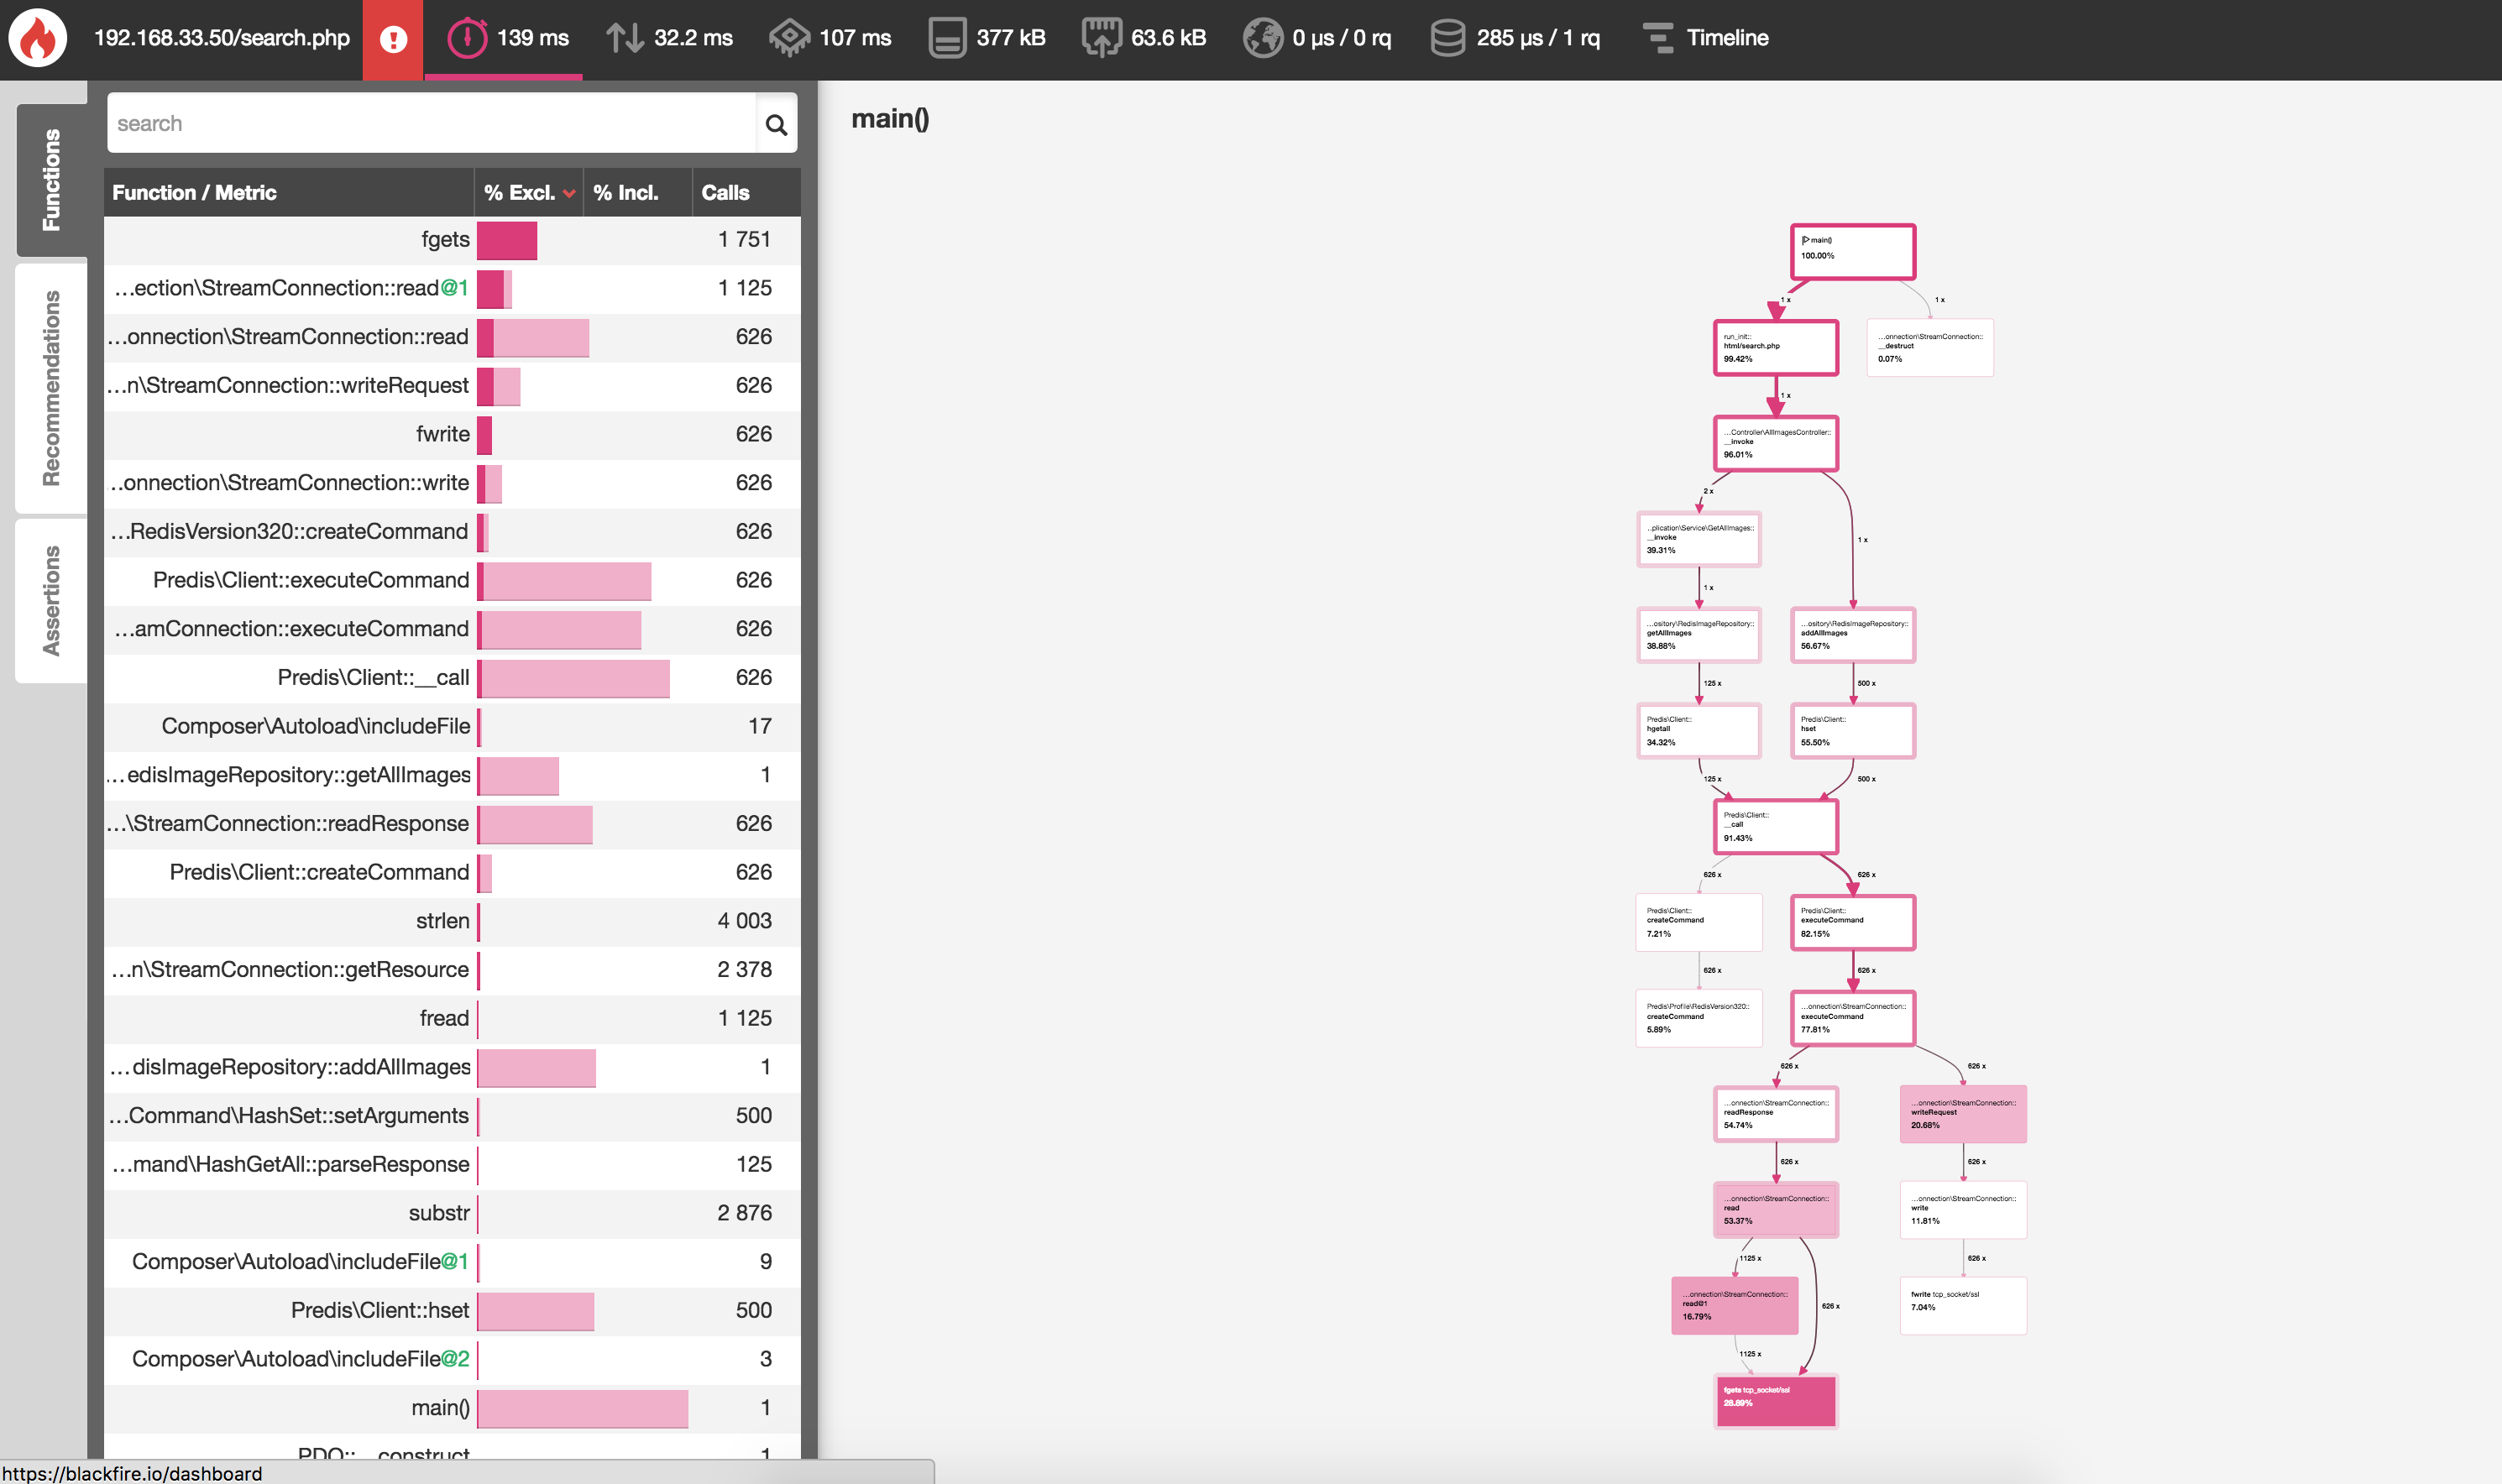 192.168.33.50/search.php
139 ms
32.2 ms
107 ms
377 kB
63.6 kB
0 µs / 0 rq
285 µs / 1 rq
Timeline
Functions
Recommendations
Assertions
search
Function / Metric % Excl. % Incl. Calls
fgets 1 751
...ection\StreamConnection::read@1 1 125
...onnection\StreamConnection::read 626
...n\StreamConnection::writeRequest 626
fwrite 626
...onnection\StreamConnection::write 626
...RedisVersion320::createCommand 626
Predis\Client::executeCommand 626
...amConnection::executeCommand 626
Predis\Client::__call 626
Composer\Autoload\includeFile 17
...edisImageRepository::getAllImages 1
...\StreamConnection::readResponse 626
Predis\Client::createCommand 626
strlen 4 003
...n\StreamConnection::getResource 2 378
fread 1 125
...disImageRepository::addAllImages 1
...Command\HashSet::setArguments 500
...mand\HashGetAll::parseResponse 125
substr 2 876
Composer\Autoload\includeFile@1 9
Predis\Client::hset 500
Composer\Autoload\includeFile@2 3
main() 1
PDO::__construct 1
https://blackfire.io/dashboard
main()
main()
100.00%
1 x
1 x
run_init::
html/search.php
99.42%
...onnection\StreamConnection::
__destruct
0.07%
1 x
...Controller\AllImagesController::
__invoke
96.01%
2 x
1 x
...plication\Service\GetAllImages::
__invoke
39.31%
1 x
...ository\RedisImageRepository::
getAllImages
38.88%
...ository\RedisImageRepository::
addAllImages
56.67%
125 x
500 x
Predis\Client::
hgetall
34.32%
Predis\Client::
hset
55.50%
125 x
500 x
Predis\Client::
__call
91.43%
626 x
626 x
Predis\Client::
createCommand
7.21%
Predis\Client::
executeCommand
82.15%
626 x
626 x
Predis\Profile\RedisVersion320::
createCommand
5.89%
...onnection\StreamConnection::
executeCommand
77.81%
626 x
626 x
...onnection\StreamConnection::
readResponse
54.74%
...onnection\StreamConnection::
writeRequest
20.68%
626 x
626 x
...onnection\StreamConnection::
read
53.37%
...onnection\StreamConnection::
write
11.81%
1125 x
626 x
626 x
...onnection\StreamConnection::
read@1
16.79%
fwrite tcp_socket/ssl
7.04%
1125 x
fgets tcp_socket/ssl
28.89%